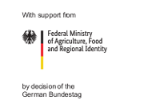 With support from
Federal Ministry
of Agriculture, Food
and Regional Identity
by decision of the
German Bundestag